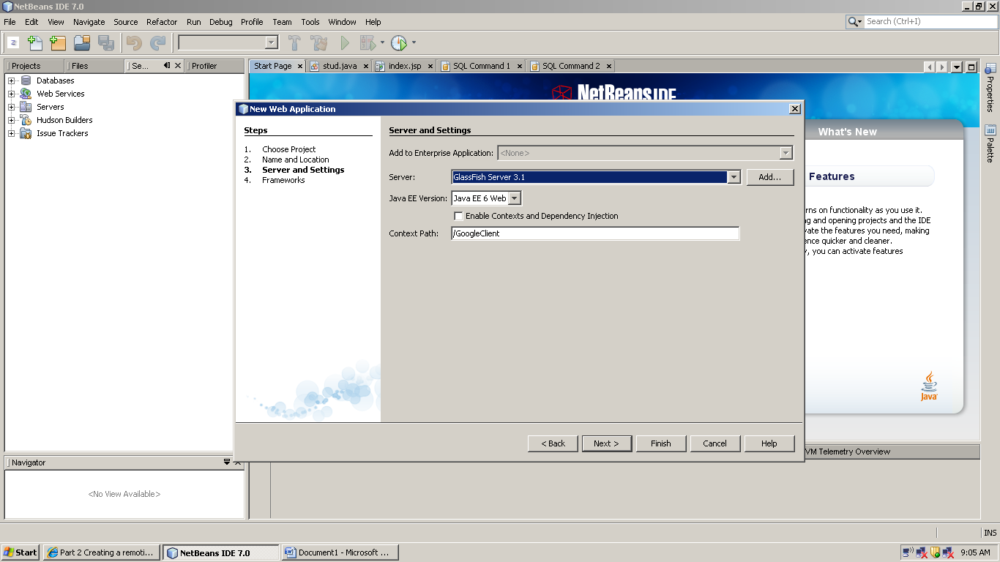 NetBeans IDE 7.0
File Edit View Navigate Source Refactor Run Debug Profile Team Tools Window Help
Search (Ctrl+I)
Projects Files Se... Profiler
Start Page stud.java index.jsp SQL Command 1 SQL Command 2
Databases
Web Services
Servers
Hudson Builders
Issue Trackers
NetBeans IDE
New Web Application
Steps
1. Choose Project
2. Name and Location
3. Server and Settings
4. Frameworks
Server and Settings
Add to Enterprise Application: <None>
Server: GlassFish Server 3.1 Add...
Java EE Version: Java EE 6 Web
Enable Contexts and Dependency Injection
Context Path: /GoogleClient
< Back Next > Finish Cancel Help
What's New
Features
rns on functionality as you use it.
g and opening projects and the IDE
vate the features you need, making
ence quicker and cleaner.
, you can activate features
Java
Properties
Palette
VM Telemetry Overview
Navigator
<No View Available>
INS
Start Part 2 Creating a remoti... NetBeans IDE 7.0 Document1 - Microsoft ... 9:05 AM